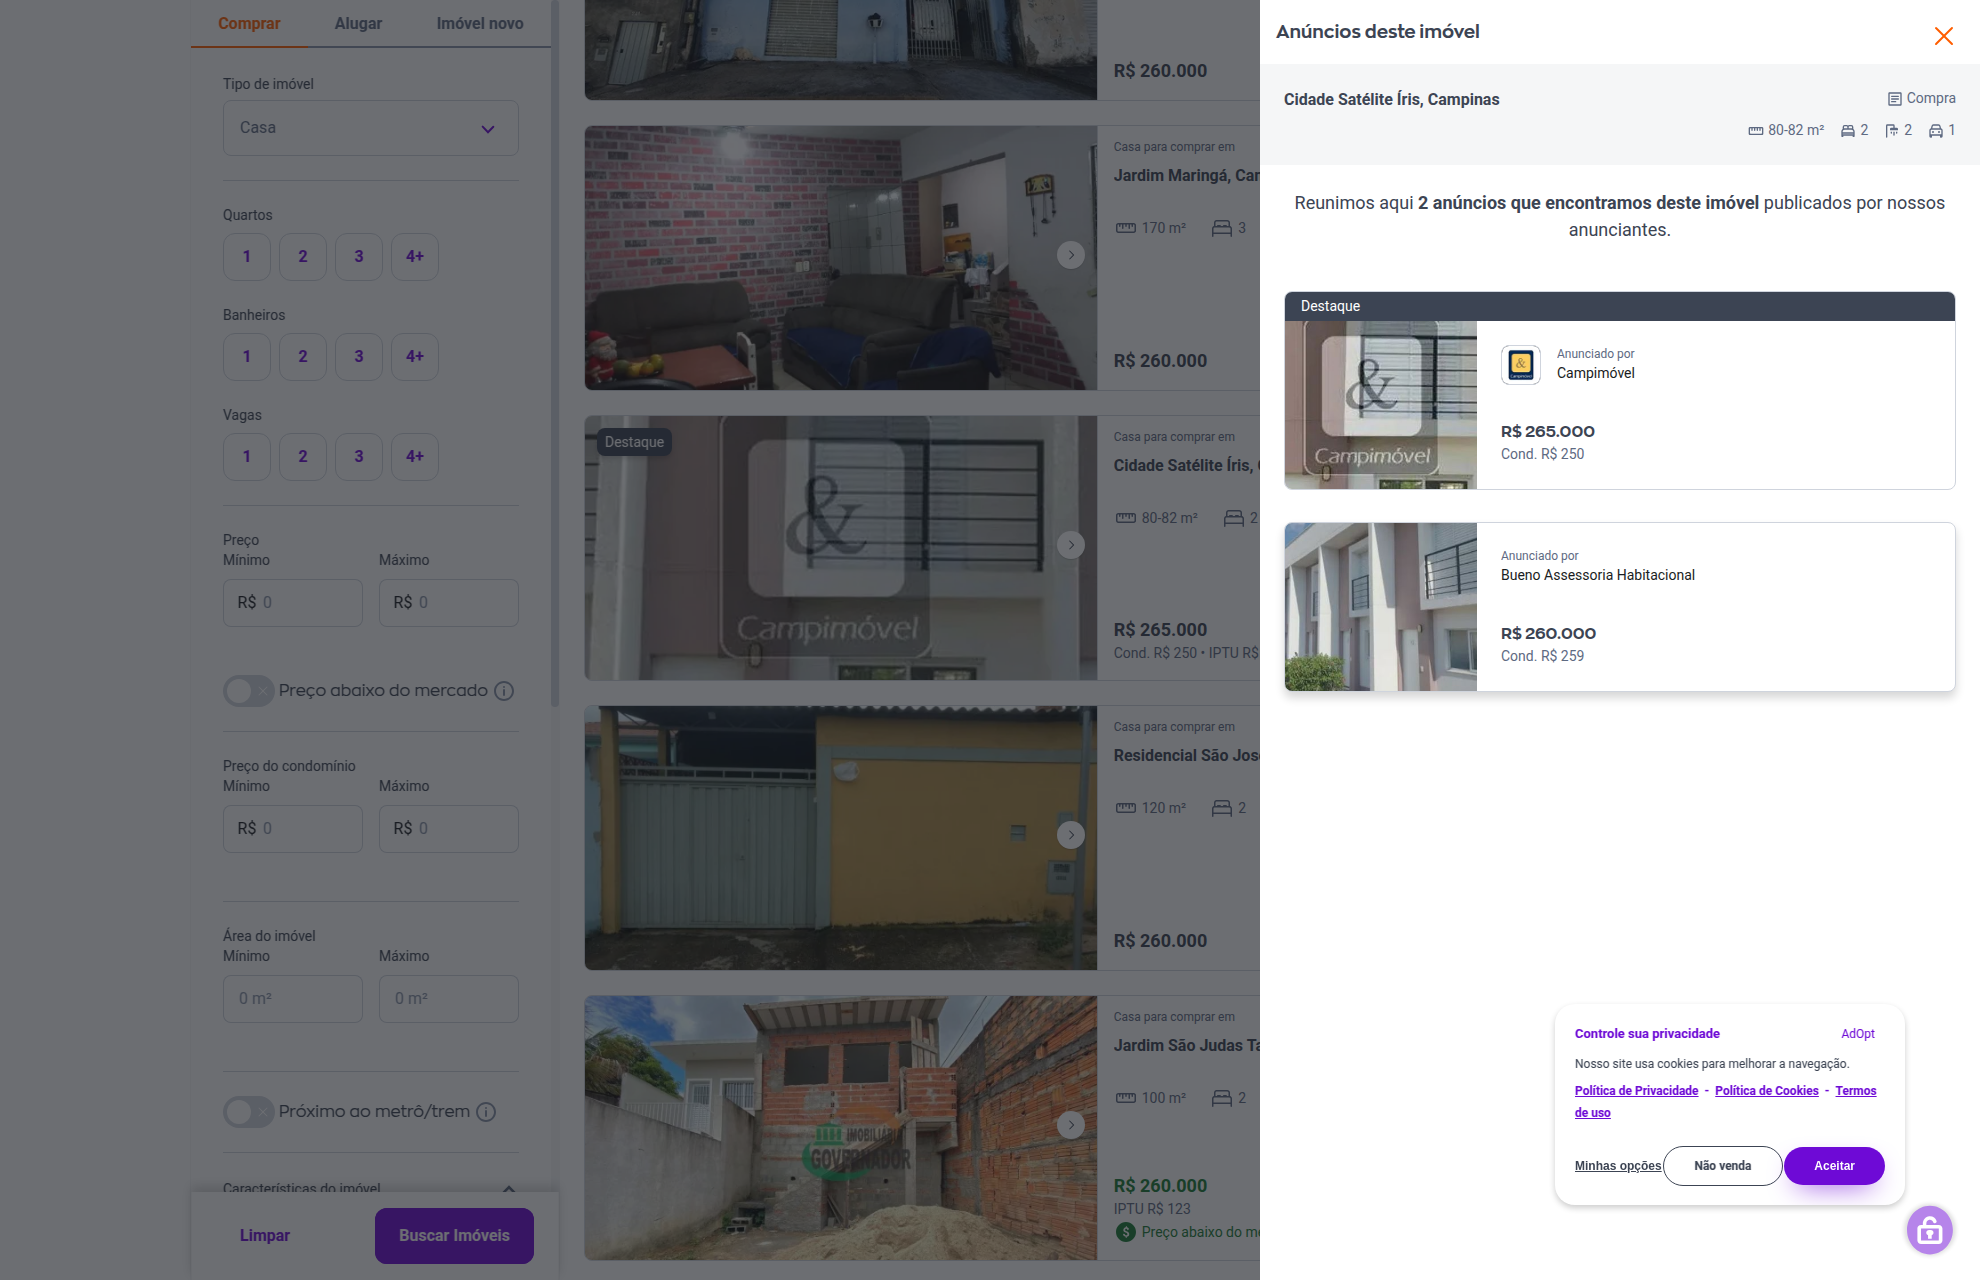 Comprar
Alugar
Imóvel novo
Tipo de imóvel
Casa
Quartos
1
2
3
4+
Banheiros
1
2
3
4+
Vagas
1
2
3
4+
Preço
Mínimo
Máximo
R$ 0
R$ 0
Preço abaixo do mercado
Preço do condomínio
Mínimo
Máximo
R$ 0
R$ 0
Área do imóvel
Mínimo
Máximo
0 m²
0 m²
Próximo ao metrô/trem
Características do imóvel
Limpar
Buscar Imóveis
R$ 260.000
Casa para comprar em
Jardim Maringá, Car
170 m²
3
R$ 260.000
Destaque
&
Campimóvel
Casa para comprar em
Cidade Satélite Íris,
80-82 m²
2
R$ 265.000
Cond. R$ 250 • IPTU R$
Casa para comprar em
Residencial São Jos
120 m²
2
R$ 260.000
IMOBILIÁRIA
GOVERNADOR
Casa para comprar em
Jardim São Judas Ta
100 m²
2
R$ 260.000
IPTU R$ 123
$ Preço abaixo do m
Anúncios deste imóvel
Cidade Satélite Íris, Campinas
Compra
80-82 m²
2
2
1
Reunimos aqui 2 anúncios que encontramos deste imóvel publicados por nossos
anunciantes.
Destaque
&
Campimóvel
Anunciado por
Campimóvel
R$ 265.000
Cond. R$ 250
Anunciado por
Bueno Assessoria Habitacional
R$ 260.000
Cond. R$ 259
Controle sua privacidade
AdOpt
Nosso site usa cookies para melhorar a navegação.
Política de Privacidade - Política de Cookies - Termos
de uso
Minhas opções
Não venda
Aceitar